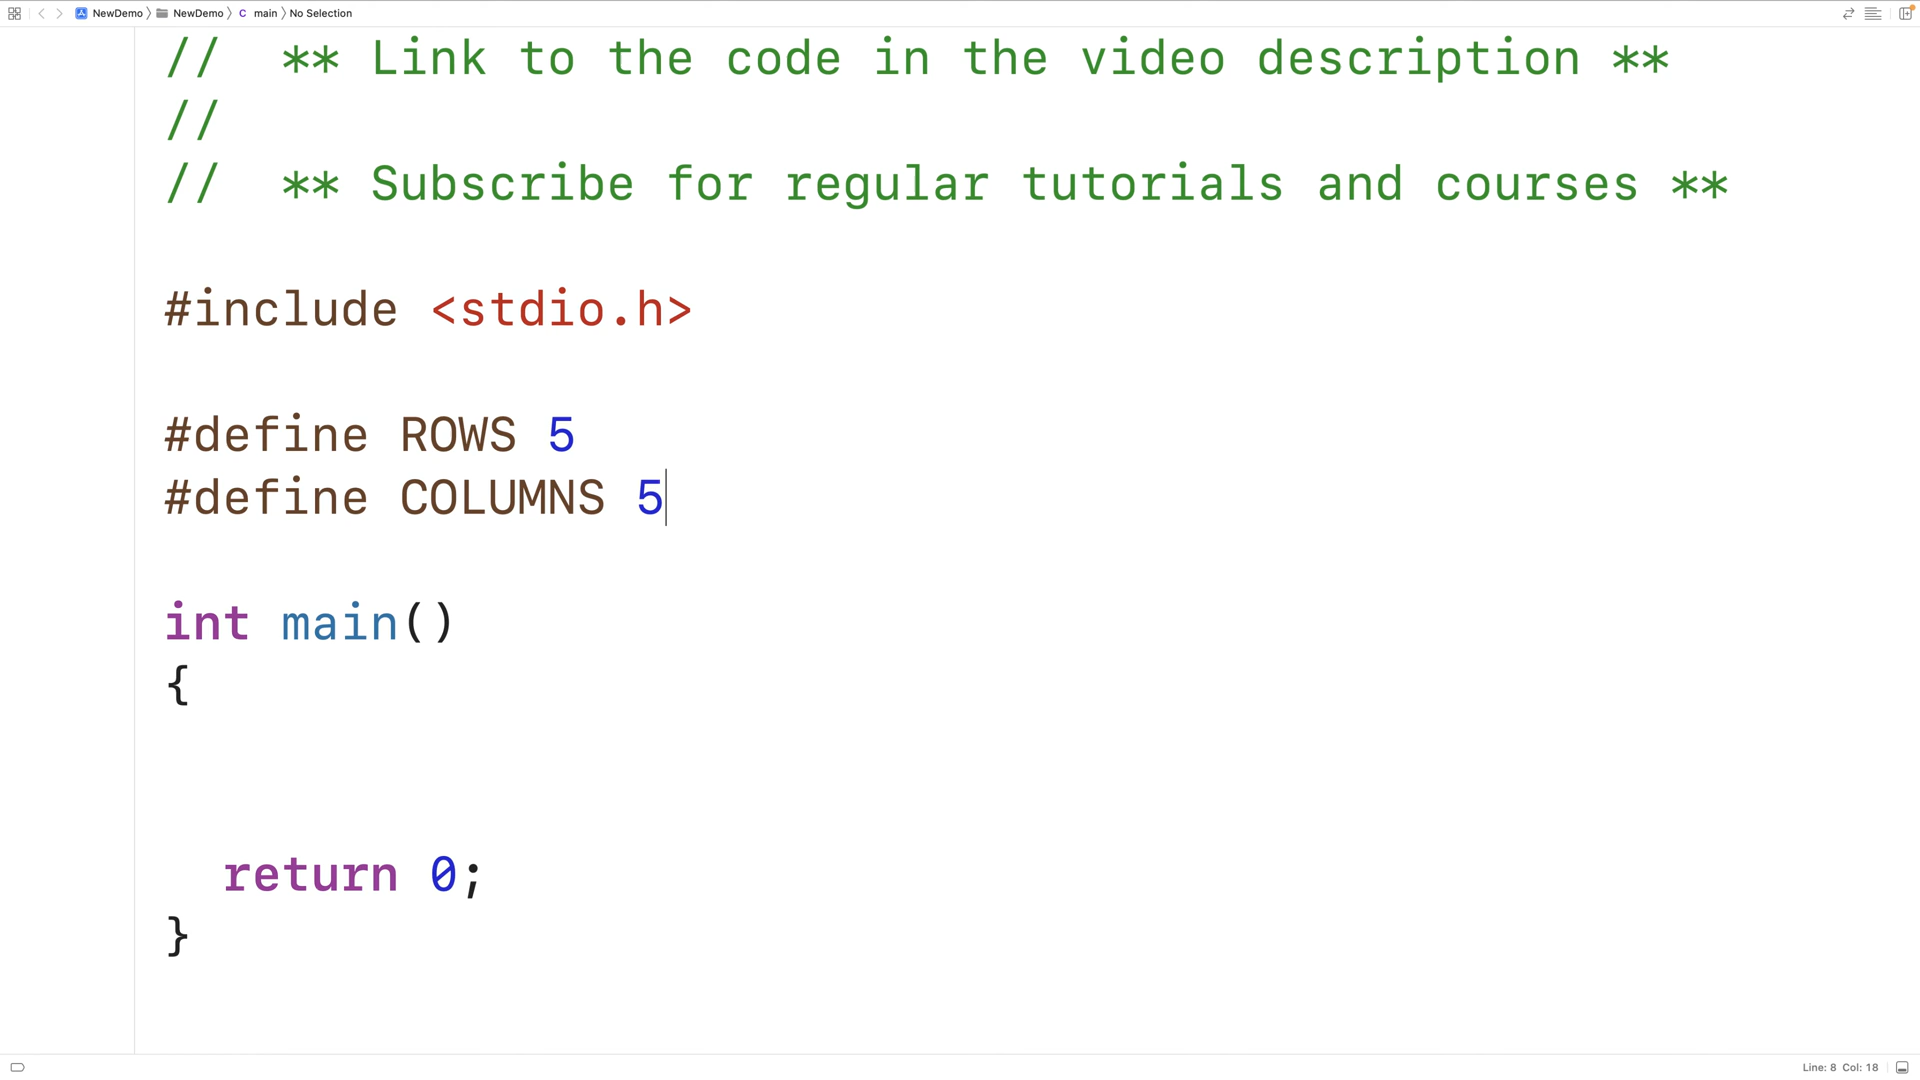 NewDemo 〉 NewDemo 〉 C main 〉 No Selection
//  ** Link to the code in the video description **
//
//  ** Subscribe for regular tutorials and courses **
#include <stdio.h>
#define ROWS 5
#define COLUMNS 5
int main()
{
  return 0;
}
Line: 8 Col: 18